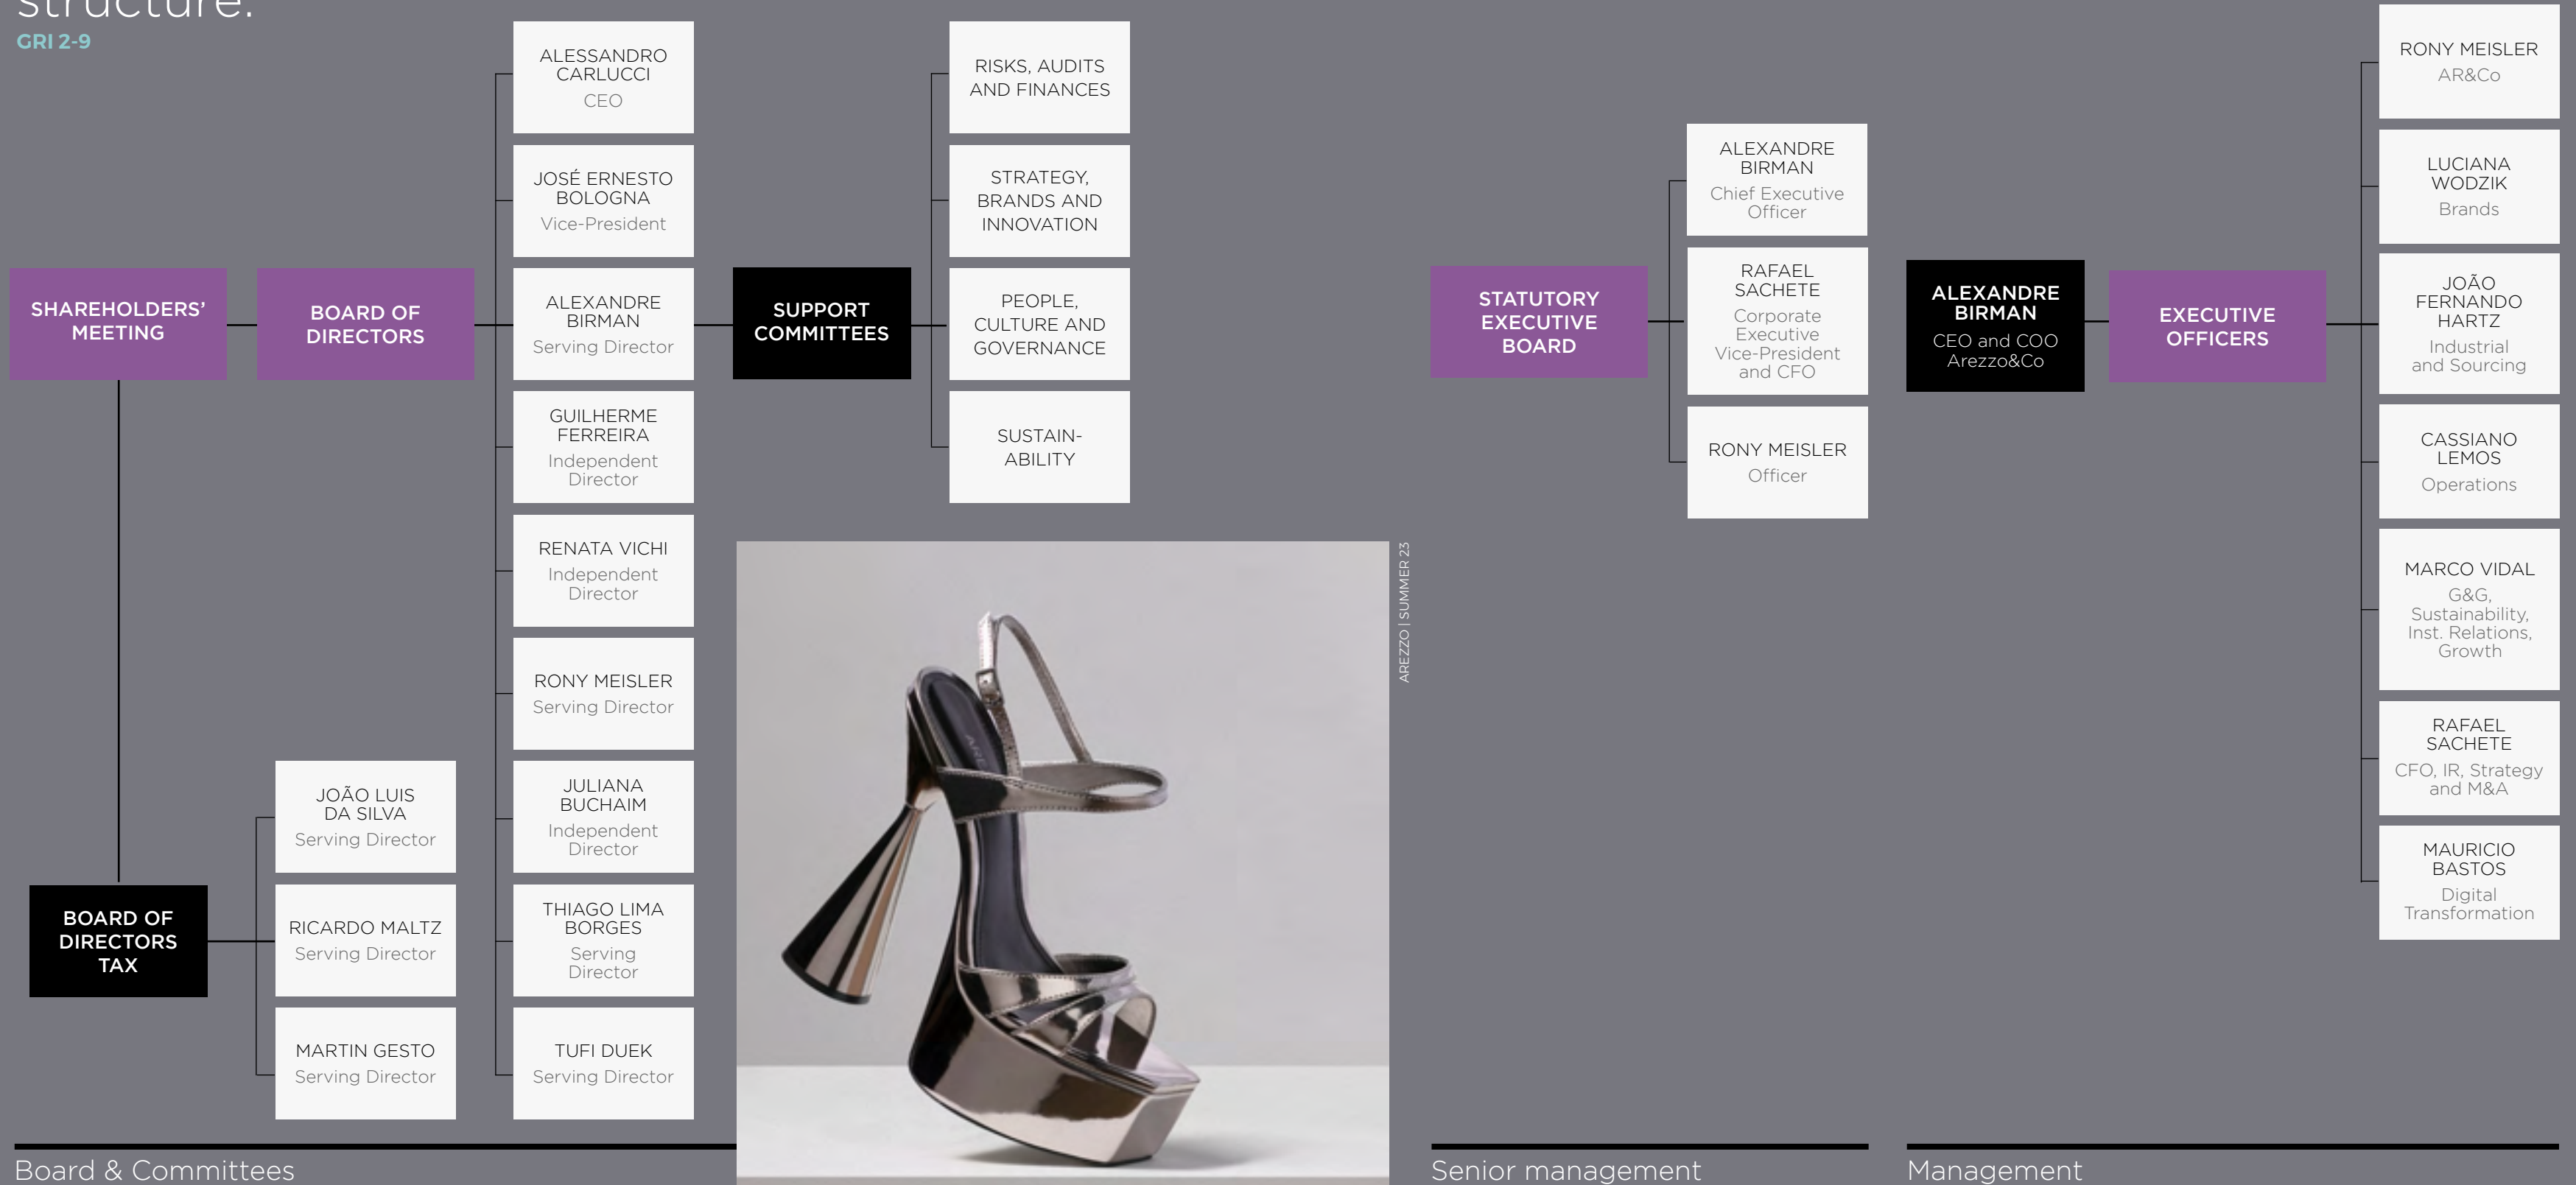 structure.
GRI 2-9
SHAREHOLDERS'
MEETING
BOARD OF
DIRECTORS
ALESSANDRO
CARLUCCI
CEO
JOSÉ ERNESTO
BOLOGNA
Vice-President
ALEXANDRE
BIRMAN
Serving Director
GUILHERME
FERREIRA
Independent
Director
RENATA VICHI
Independent
Director
RONY MEISLER
Serving Director
JULIANA
BUCHAIM
Independent
Director
THIAGO LIMA
BORGES
Serving
Director
TUFI DUEK
Serving Director
SUPPORT
COMMITTEES
RISKS, AUDITS
AND FINANCES
STRATEGY,
BRANDS AND
INNOVATION
PEOPLE,
CULTURE AND
GOVERNANCE
SUSTAIN-
ABILITY
BOARD OF
DIRECTORS
TAX
JOÃO LUIS
DA SILVA
Serving Director
RICARDO MALTZ
Serving Director
MARTIN GESTO
Serving Director
Board & Committees
AREZZO | SUMMER 23
STATUTORY
EXECUTIVE
BOARD
ALEXANDRE
BIRMAN
Chief Executive
Officer
RAFAEL
SACHETE
Corporate
Executive
Vice-President
and CFO
RONY MEISLER
Officer
Senior management
ALEXANDRE
BIRMAN
CEO and COO
Arezzo&Co
EXECUTIVE
OFFICERS
RONY MEISLER
AR&Co
LUCIANA
WODZIK
Brands
JOÃO
FERNANDO
HARTZ
Industrial
and Sourcing
CASSIANO
LEMOS
Operations
MARCO VIDAL
G&G,
Sustainability,
Inst. Relations,
Growth
RAFAEL
SACHETE
CFO, IR, Strategy
and M&A
MAURICIO
BASTOS
Digital
Transformation
Management